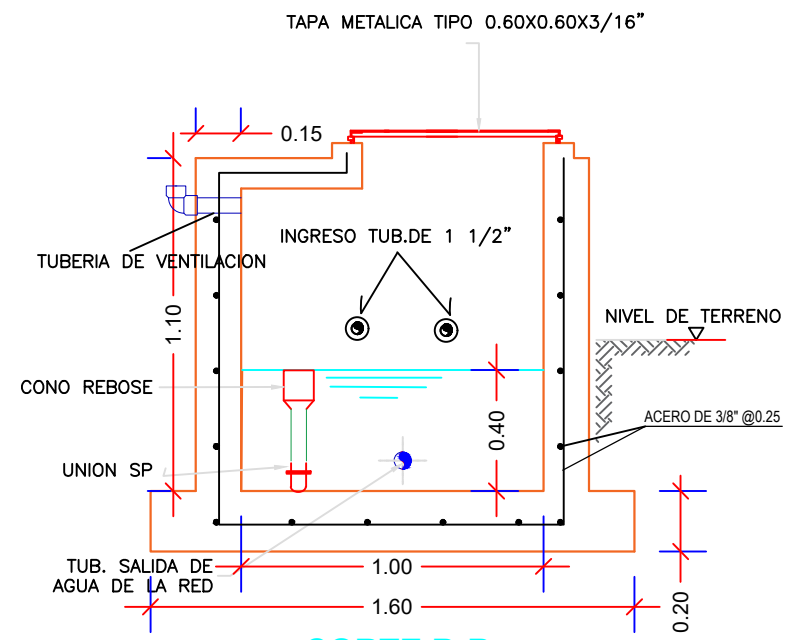 TAPA METALICA TIPO 0.60X0.60X3/16”
0.15
TUBERIA DE VENTILACION
INGRESO TUB.DE 1 1/2”
1.10
NIVEL DE TERRENO
CONO REBOSE
0.40
ACERO DE 3/8" @0.25
UNION SP
TUB. SALIDA DE
AGUA DE LA RED
1.00
1.60
0.20